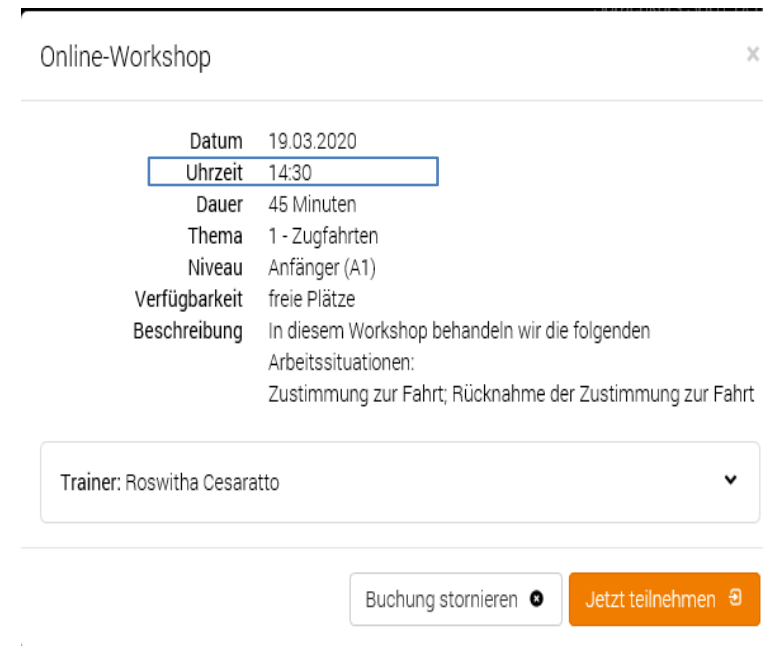 Online-Workshop ×
Datum 19.03.2020
Uhrzeit 14:30
Dauer 45 Minuten
Thema 1 - Zugfahrten
Niveau Anfänger (A1)
Verfügbarkeit freie Plätze
Beschreibung In diesem Workshop behandeln wir die folgenden
Arbeitssituationen:
Zustimmung zur Fahrt; Rücknahme der Zustimmung zur Fahrt
Trainer: Roswitha Cesaratto
Buchung stornieren Jetzt teilnehmen